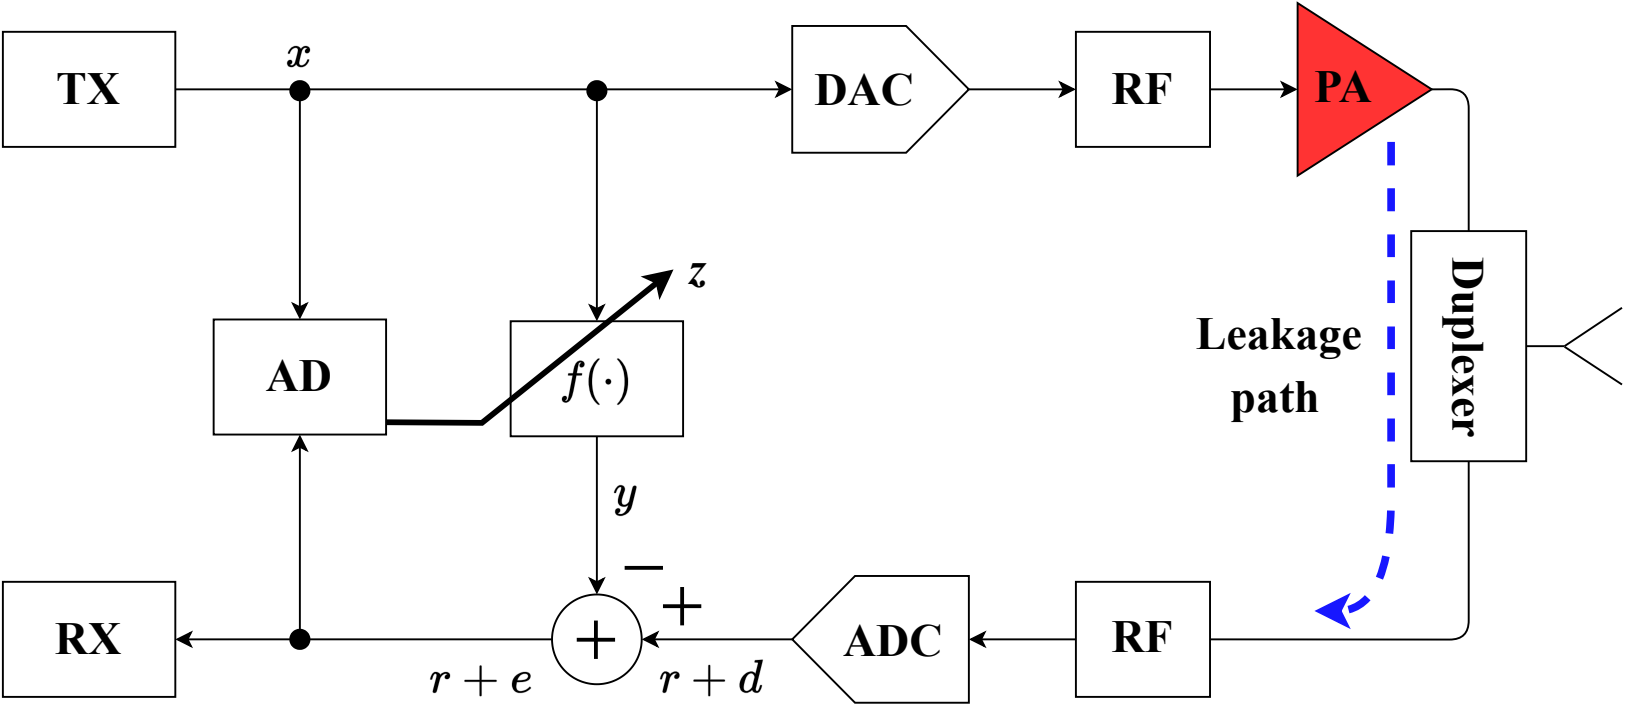 x
TX
DAC
RF
PA
z
AD
f(·)
Duplexer
Leakage
path
y
−
+
RX
+
ADC
RF
r + e
r + d